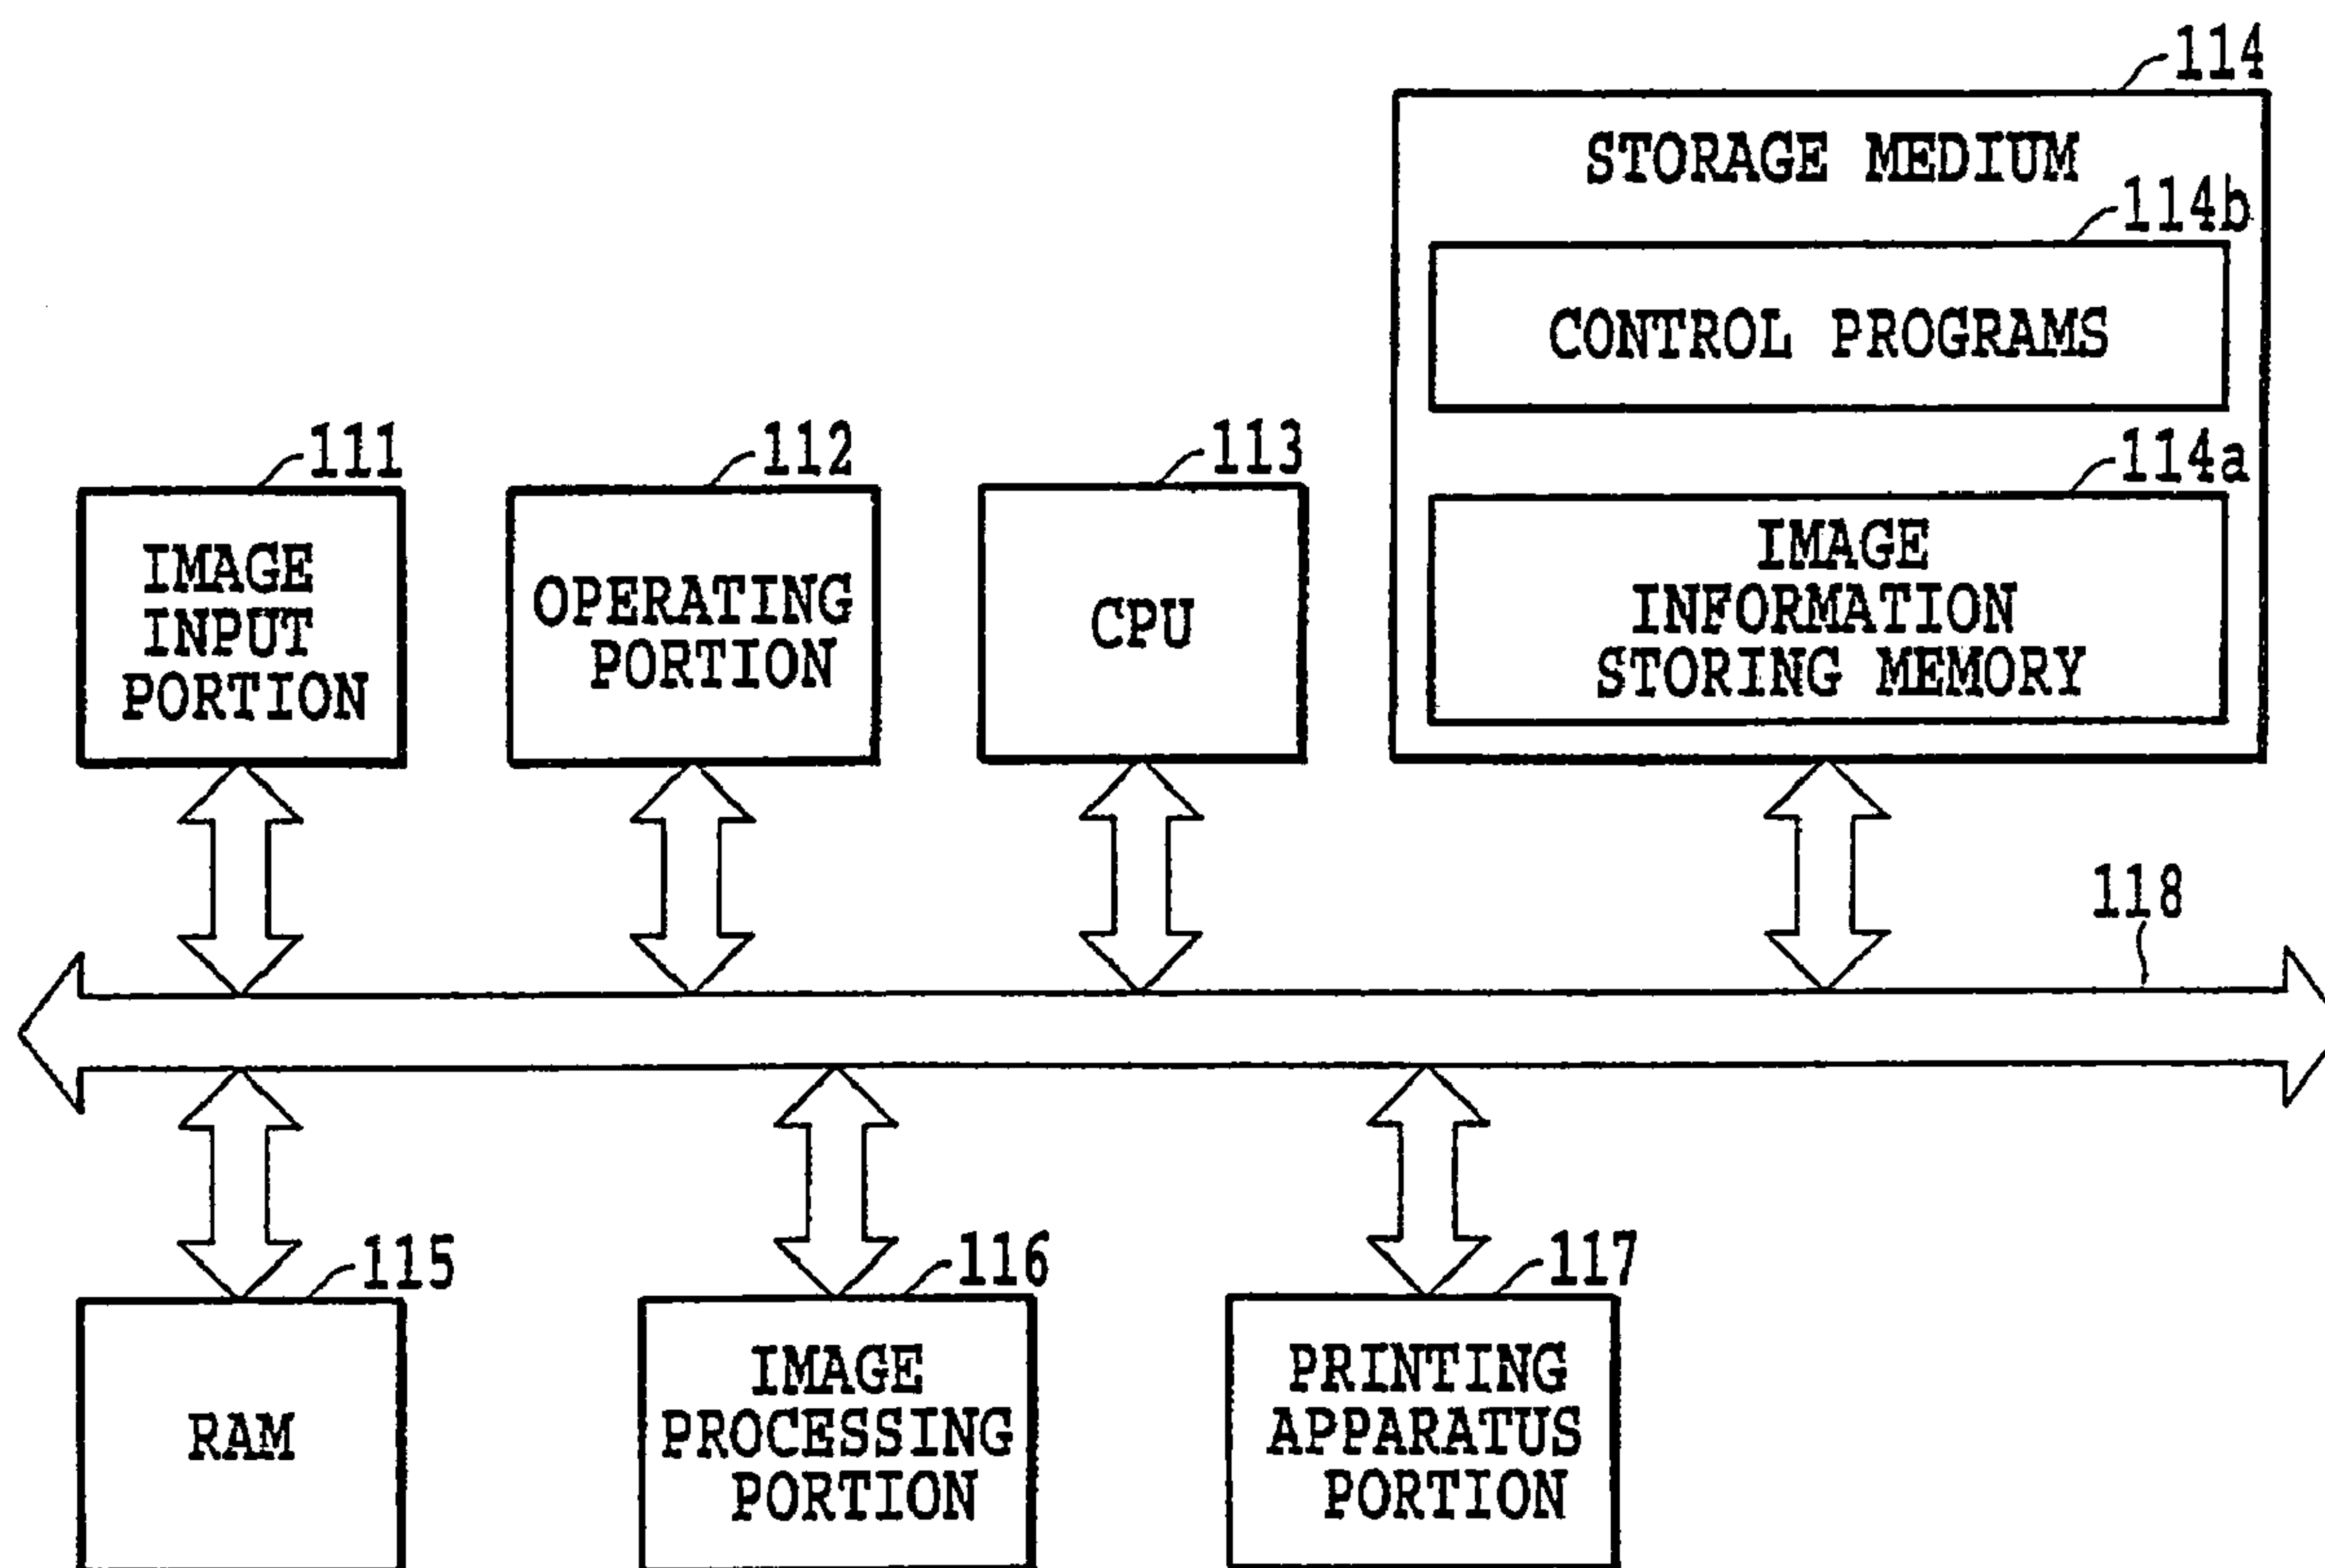 114
STORAGE MEDIUM
114b
CONTROL PROGRAMS
114a
IMAGE
INFORMATION
STORING MEMORY
111
IMAGE
INPUT
PORTION
112
OPERATING
PORTION
113
CPU
118
115
RAM
116
IMAGE
PROCESSING
PORTION
117
PRINTING
APPARATUS
PORTION